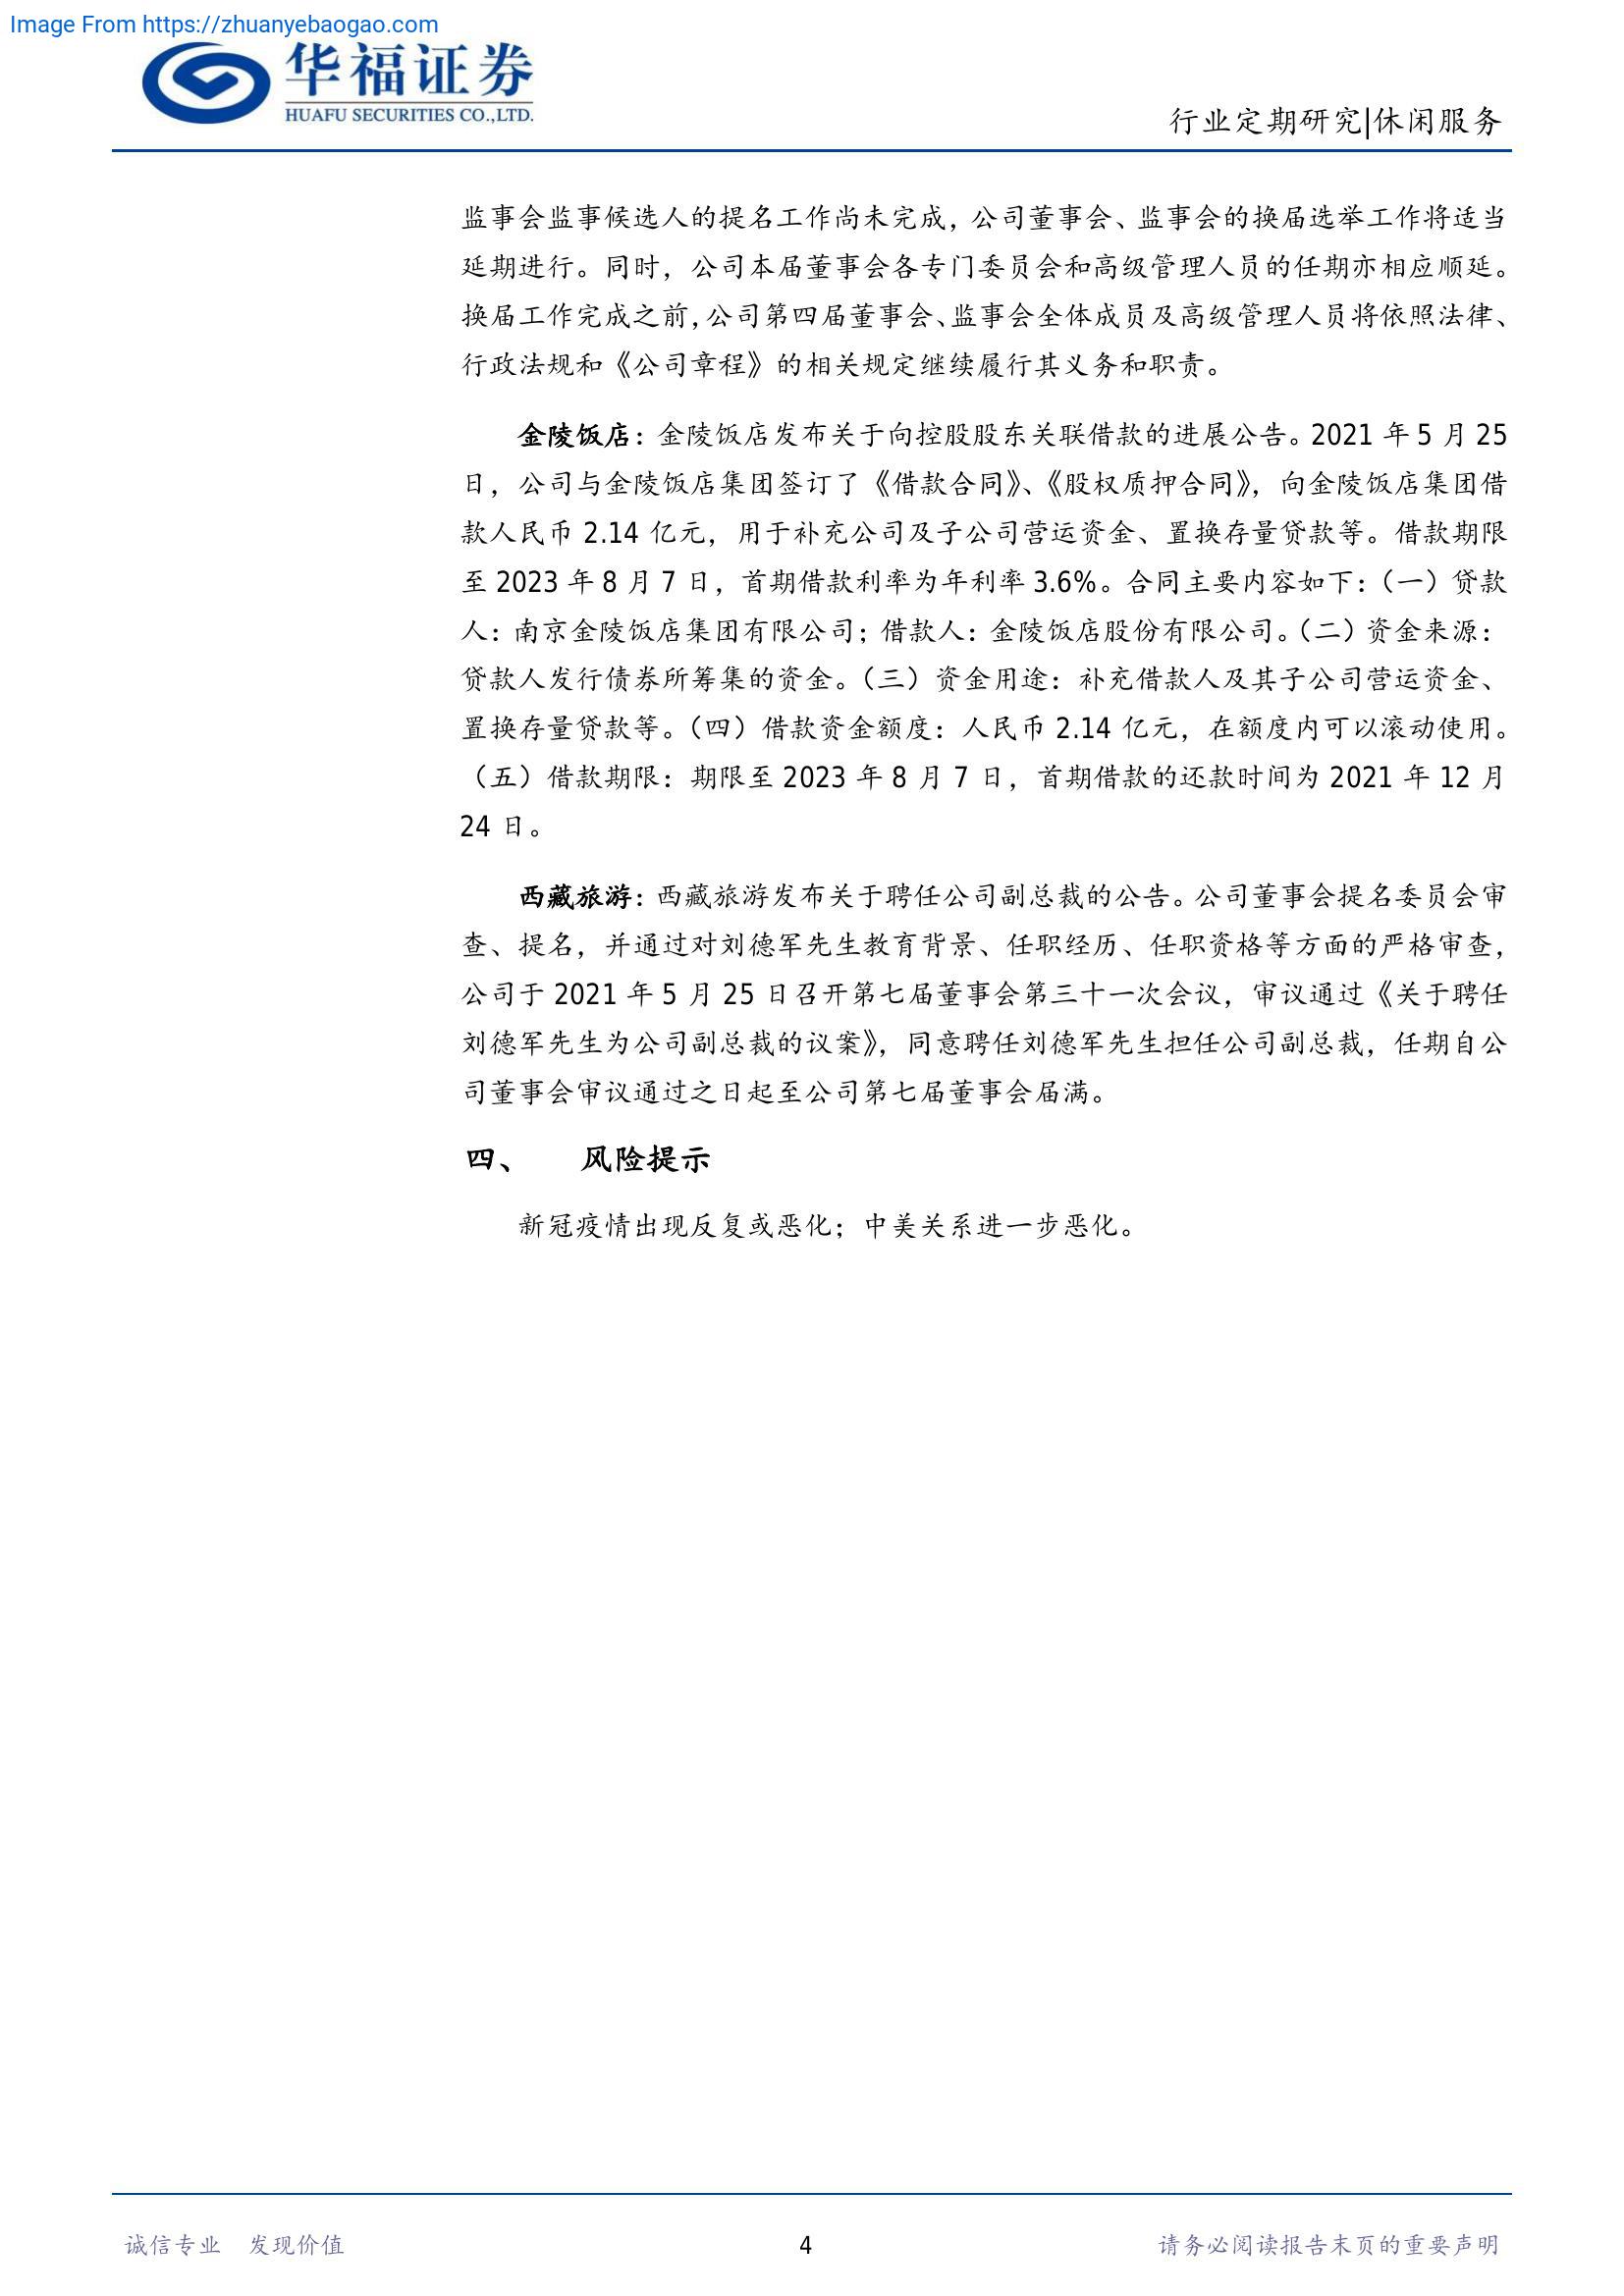 Image From https://zhuanyebaogao.com
华福证券
HUAFU SECURITIES CO.,LTD.
行业定期研究|休闲服务
监事会监事候选人的提名工作尚未完成，公司董事会、监事会的换届选举工作将适当
延期进行。同时，公司本届董事会各专门委员会和高级管理人员的任期亦相应顺延。
换届工作完成之前，公司第四届董事会、监事会全体成员及高级管理人员将依照法律、
行政法规和《公司章程》的相关规定继续履行其义务和职责。
金陵饭店：金陵饭店发布关于向控股股东关联借款的进展公告。2021 年 5 月 25
日，公司与金陵饭店集团签订了《借款合同》、《股权质押合同》，向金陵饭店集团借
款人民币 2.14 亿元，用于补充公司及子公司营运资金、置换存量贷款等。借款期限
至 2023 年 8 月 7 日，首期借款利率为年利率 3.6%。合同主要内容如下：（一）贷款
人：南京金陵饭店集团有限公司；借款人：金陵饭店股份有限公司。（二）资金来源：
贷款人发行债券所筹集的资金。（三）资金用途：补充借款人及其子公司营运资金、
置换存量贷款等。（四）借款资金额度：人民币 2.14 亿元，在额度内可以滚动使用。
（五）借款期限：期限至 2023 年 8 月 7 日，首期借款的还款时间为 2021 年 12 月
24 日。
西藏旅游：西藏旅游发布关于聘任公司副总裁的公告。公司董事会提名委员会审
查、提名，并通过对刘德军先生教育背景、任职经历、任职资格等方面的严格审查，
公司于 2021 年 5 月 25 日召开第七届董事会第三十一次会议，审议通过《关于聘任
刘德军先生为公司副总裁的议案》，同意聘任刘德军先生担任公司副总裁，任期自公
司董事会审议通过之日起至公司第七届董事会届满。
四、 风险提示
新冠疫情出现反复或恶化；中美关系进一步恶化。
诚信专业 发现价值
4
请务必阅读报告末页的重要声明